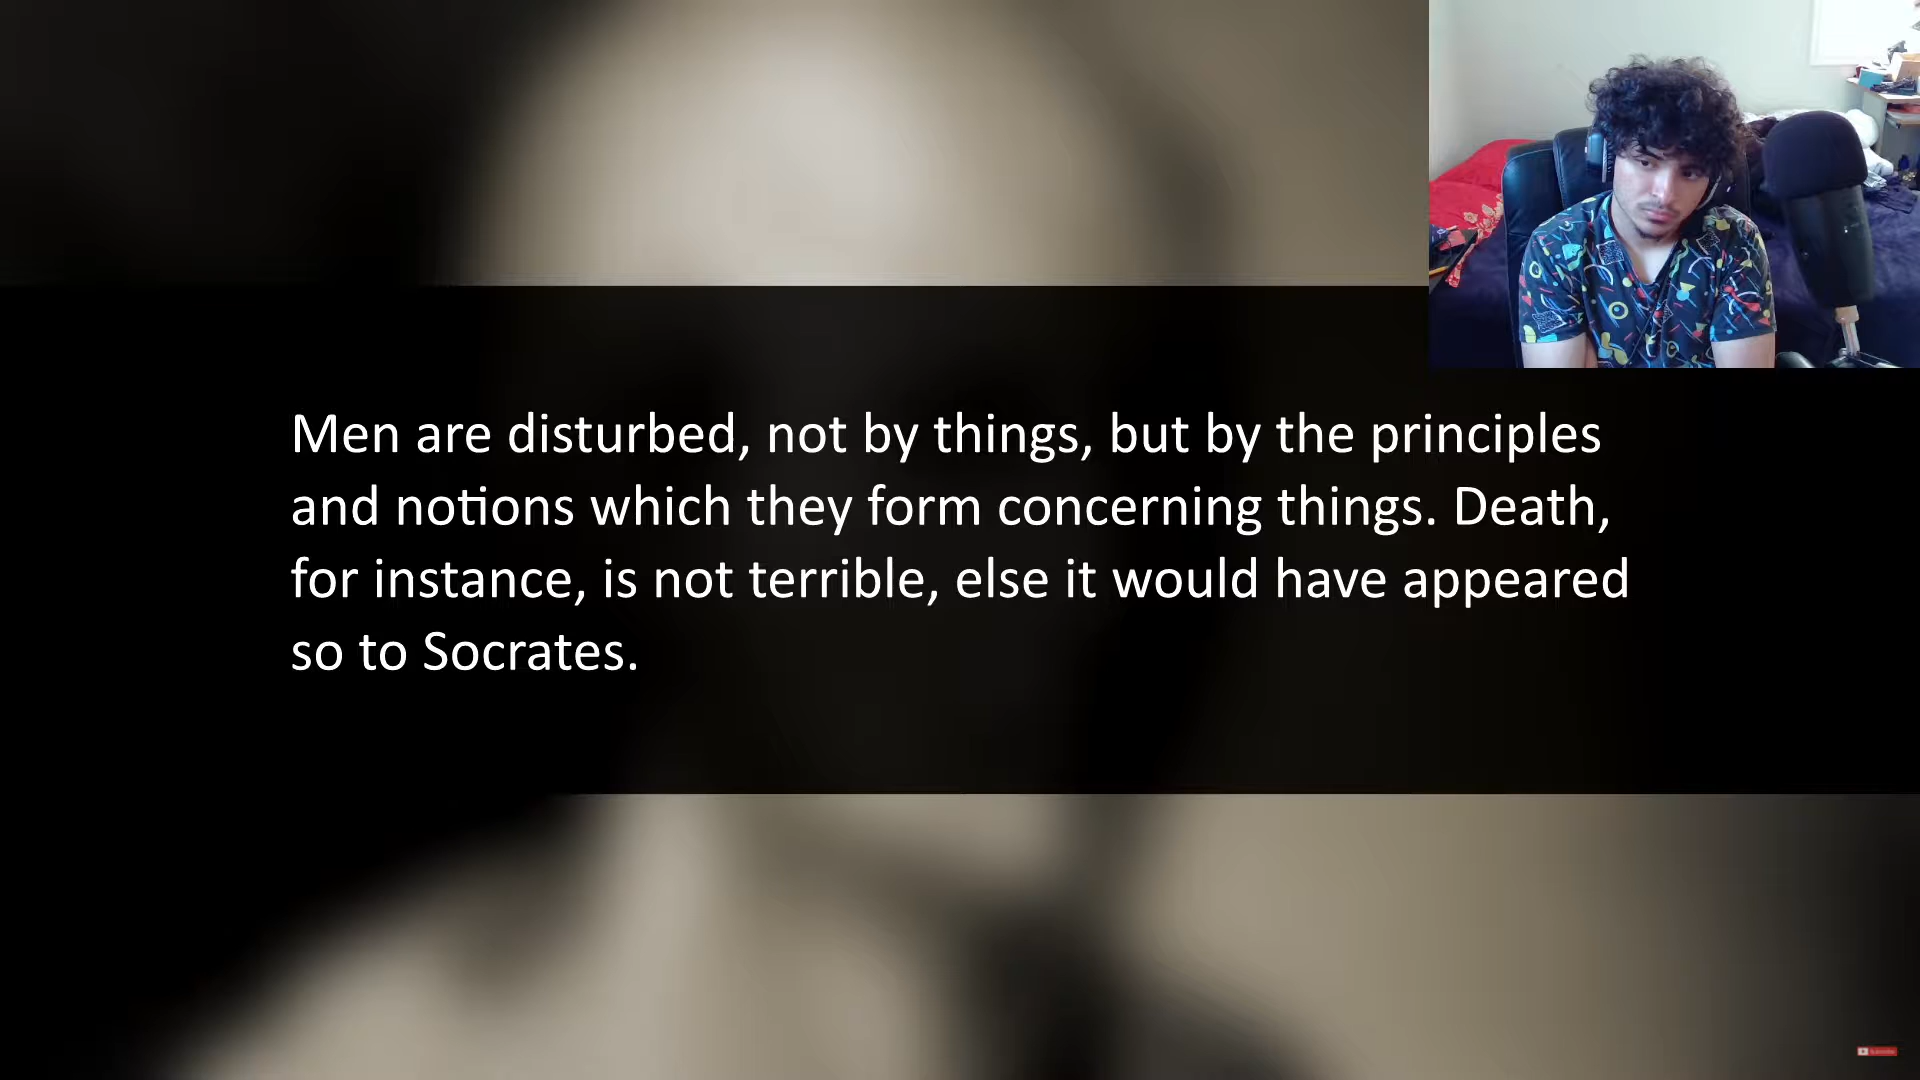 Men are disturbed, not by things, but by the principles
and notions which they form concerning things. Death,
for instance, is not terrible, else it would have appeared
so to Socrates.